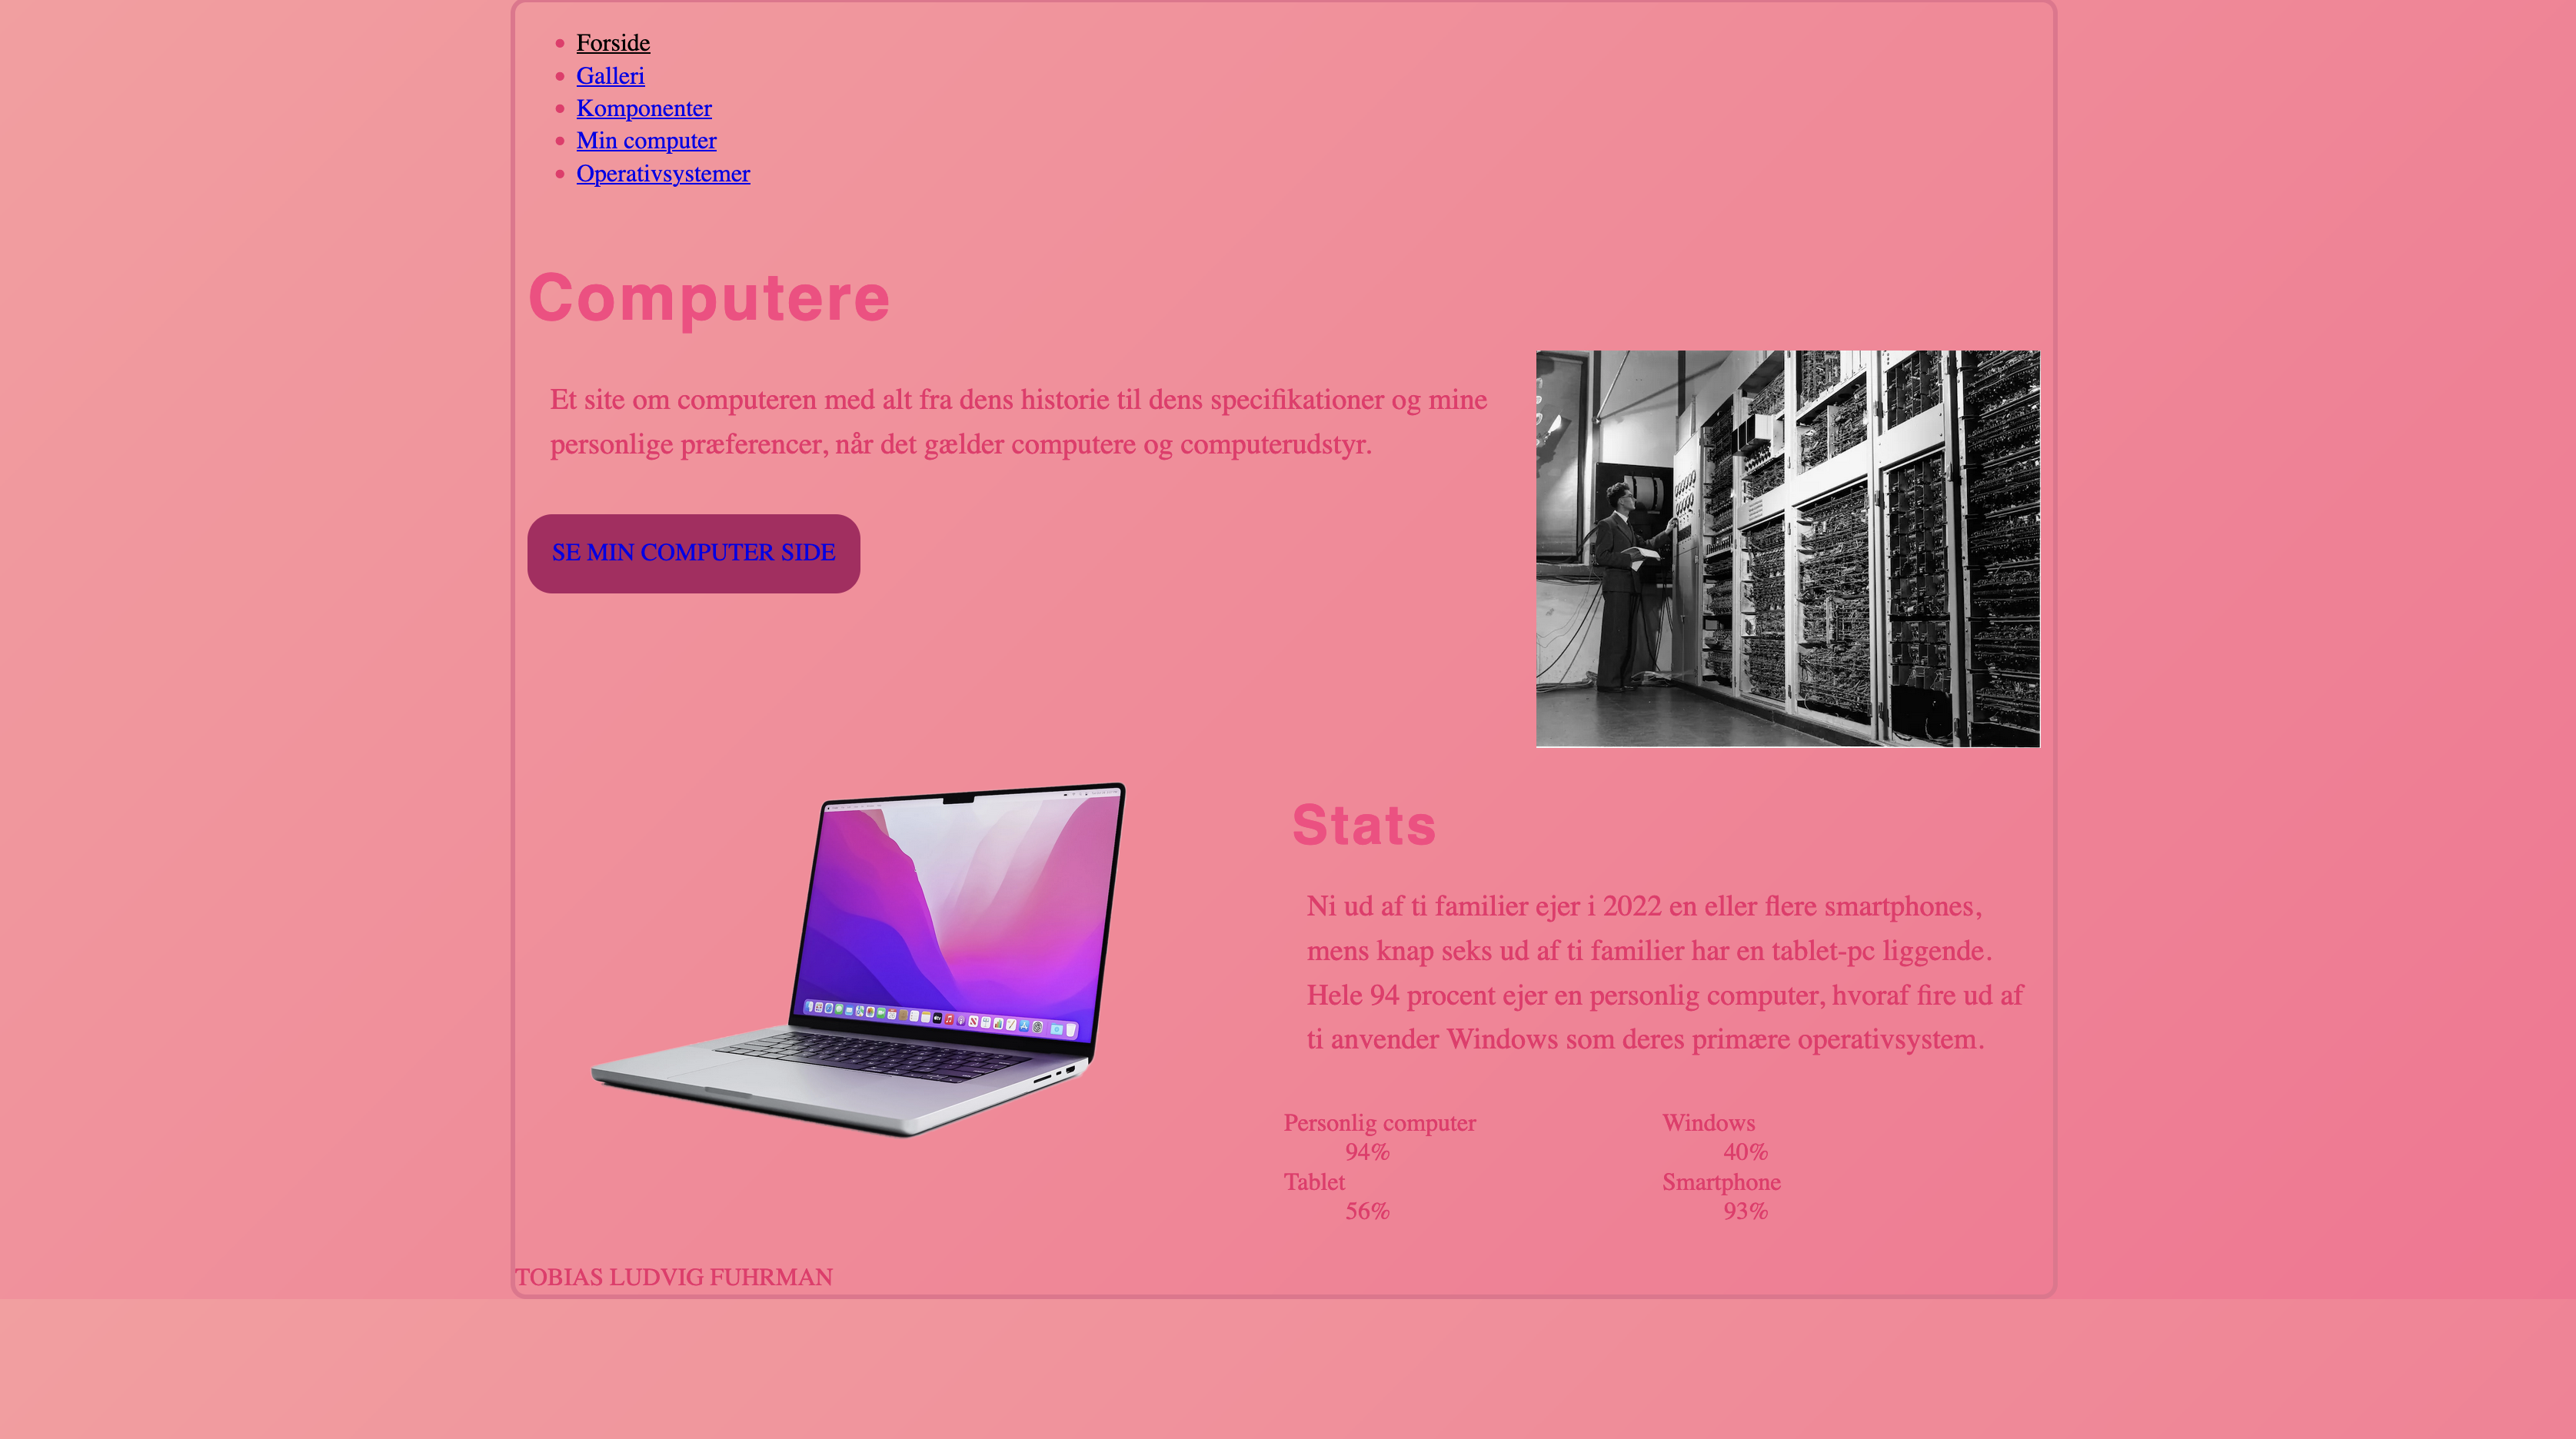 Forside
Galleri
Komponenter
Min computer
Operativsystemer
Computere
Et site om computeren med alt fra dens historie til dens specifikationer og mine
personlige præferencer, når det gælder computere og computerudstyr.
SE MIN COMPUTER SIDE
Stats
Ni ud af ti familier ejer i 2022 en eller flere smartphones,
mens knap seks ud af ti familier har en tablet-pc liggende.
Hele 94 procent ejer en personlig computer, hvoraf fire ud af
ti anvender Windows som deres primære operativsystem.
Personlig computer
94%
Tablet
56%
Windows
40%
Smartphone
93%
TOBIAS LUDVIG FUHRMAN